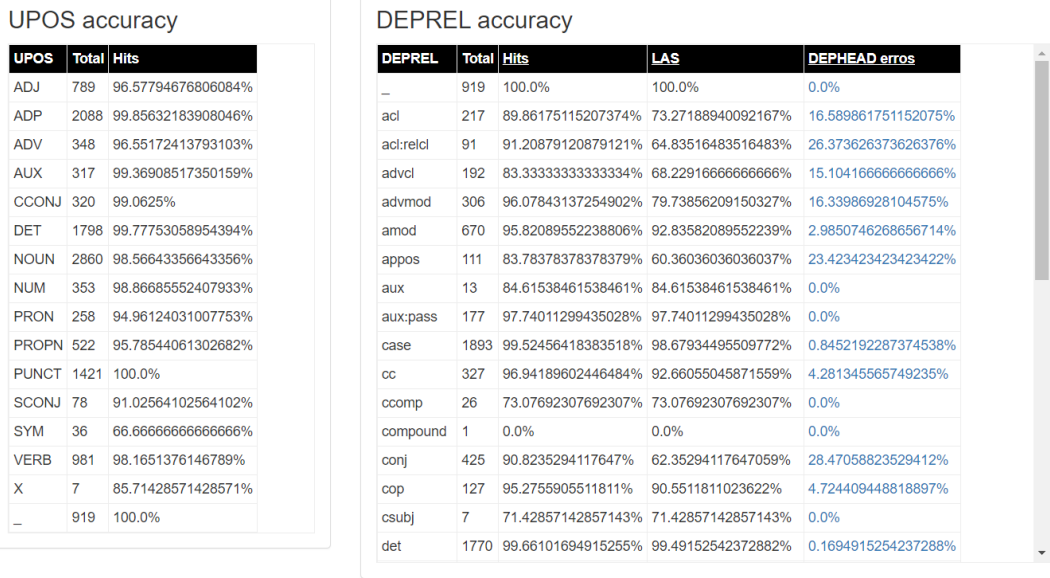 UPOS accuracy
UPOS Total Hits
ADJ 789 96.57794676806084%
ADP 2088 99.85632183908046%
ADV 348 96.55172413793103%
AUX 317 99.36908517350159%
CCONJ 320 99.0625%
DET 1798 99.77753058954394%
NOUN 2860 98.56643356643356%
NUM 353 98.86685552407933%
PRON 258 94.96124031007753%
PROPN 522 95.78544061302682%
PUNCT 1421 100.0%
SCONJ 78 91.02564102564102%
SYM 36 66.66666666666666%
VERB 981 98.1651376146789%
X 7 85.71428571428571%
_ 919 100.0%
DEPREL accuracy
DEPREL Total Hits LAS DEPHEAD erros
_ 919 100.0% 100.0% 0.0%
acl 217 89.86175115207374% 73.27188940092167% 16.589861751152075%
acl:relcl 91 91.20879120879121% 64.83516483516483% 26.373626373626376%
advcl 192 83.33333333333334% 68.22916666666666% 15.104166666666666%
advmod 306 96.07843137254902% 79.73856209150327% 16.33986928104575%
amod 670 95.82089552238806% 92.83582089552239% 2.9850746268656714%
appos 111 83.78378378378379% 60.36036036036037% 23.423423423423422%
aux 13 84.61538461538461% 84.61538461538461% 0.0%
aux:pass 177 97.74011299435028% 97.74011299435028% 0.0%
case 1893 99.52456418383518% 98.67934495509772% 0.8452192287374538%
cc 327 96.94189602446484% 92.66055045871559% 4.281345565749235%
ccomp 26 73.07692307692307% 73.07692307692307% 0.0%
compound 1 0.0% 0.0% 0.0%
conj 425 90.8235294117647% 62.35294117647059% 28.47058823529412%
cop 127 95.2755905511811% 90.5511811023622% 4.724409448818897%
csubj 7 71.42857142857143% 71.42857142857143% 0.0%
det 1770 99.66101694915255% 99.49152542372882% 0.1694915254237288%